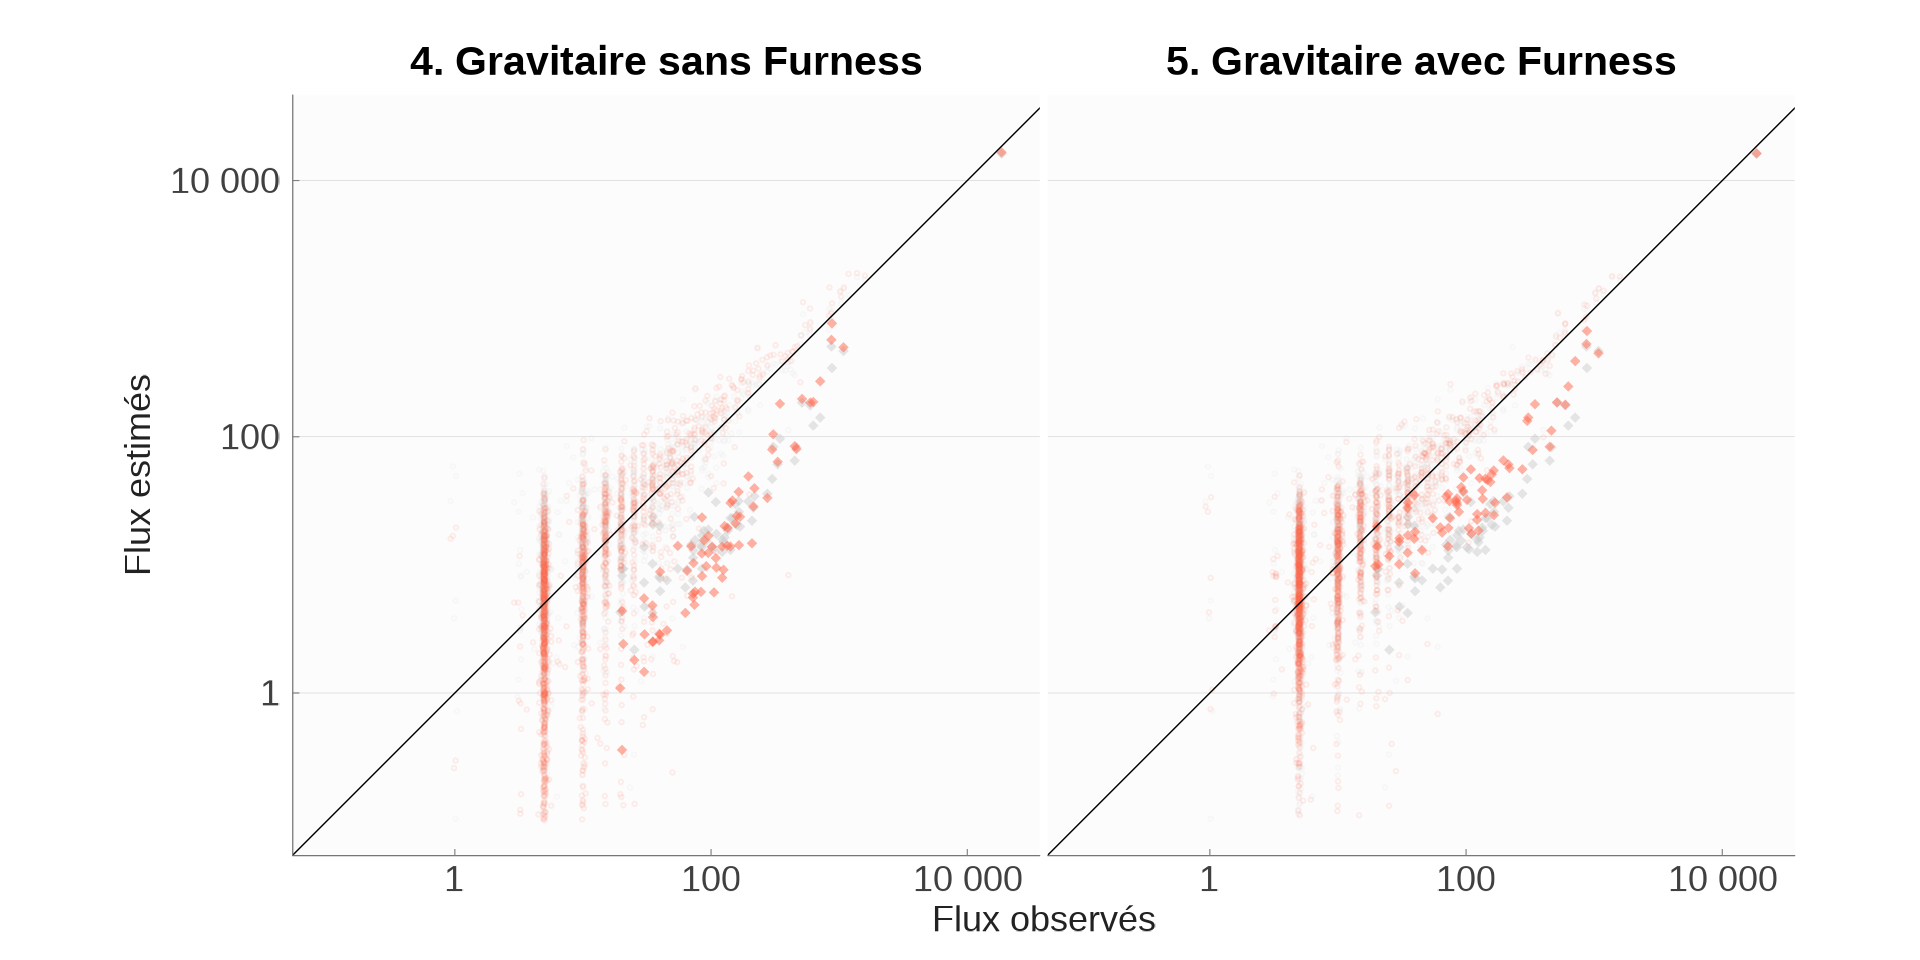 4. Gravitaire sans Furness
5. Gravitaire avec Furness
Flux estimés
10 000
100
1
1
100
10 000
1
100
10 000
Flux observés